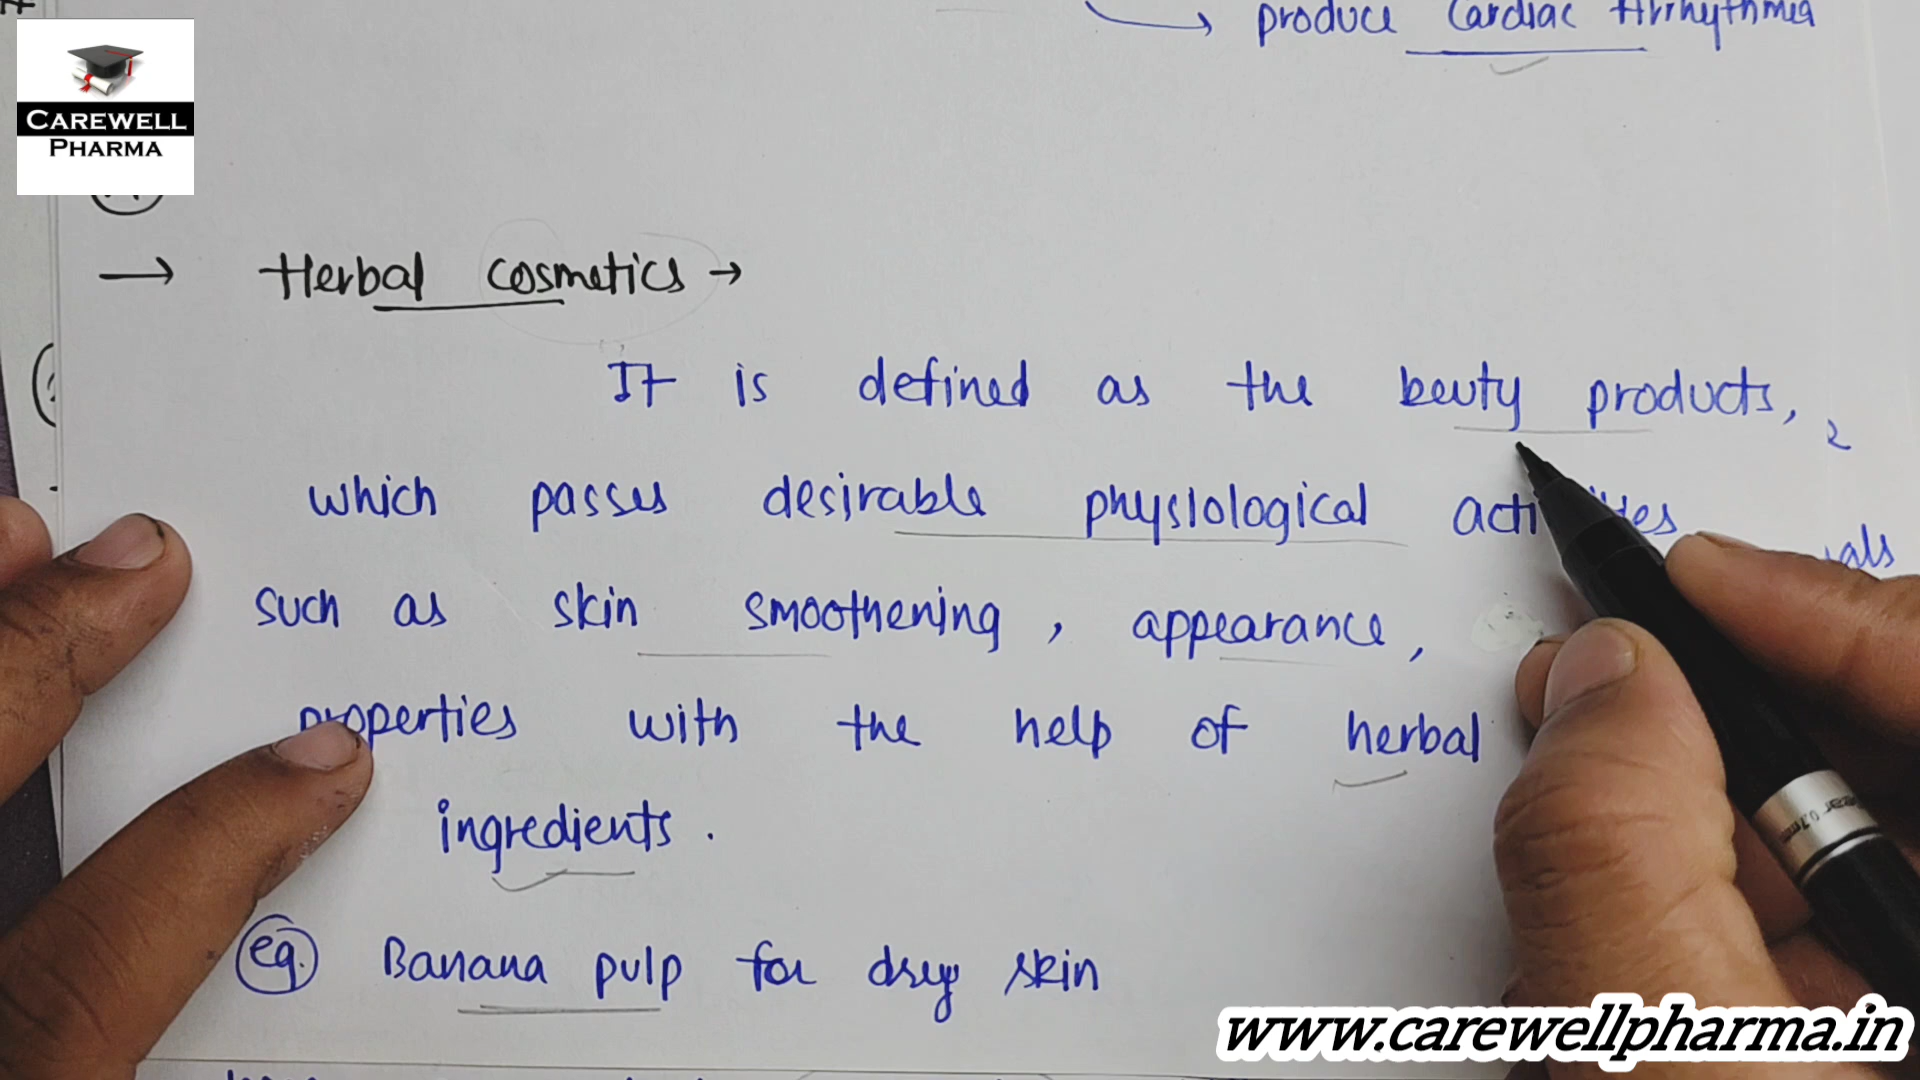 produce Cardiac Arrhythmia
CAREWELL
PHARMA
→ Herbal cosmetics →
It is defined as the beuty products,
which passes desirable physiological
such as skin smoothening, appearance,
properties with the help of herbal
ingredients.
eg. Banana pulp for dry skin
www.carewellpharma.in